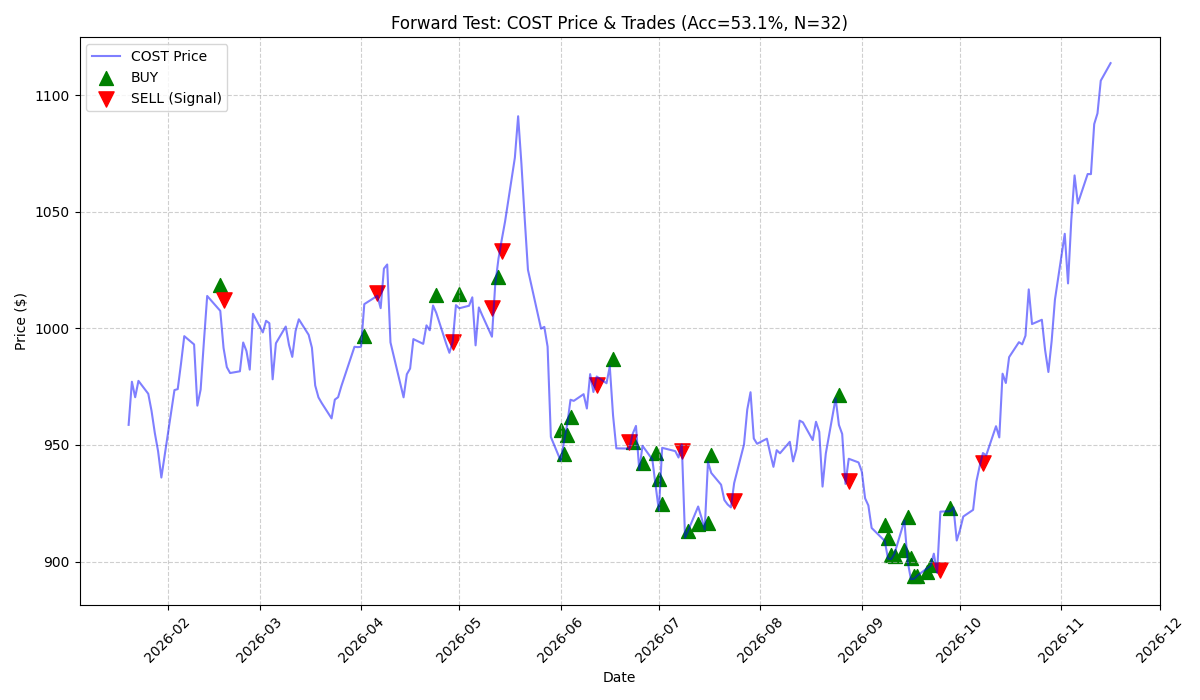 Forward Test: COST Price & Trades (Acc=53.1%, N=32)
COST Price
BUY
SELL (Signal)
Price ($)
1100
1050
1000
950
900
2026-02
2026-03
2026-04
2026-05
2026-06
2026-07
2026-08
2026-09
2026-10
2026-11
2026-12
Date